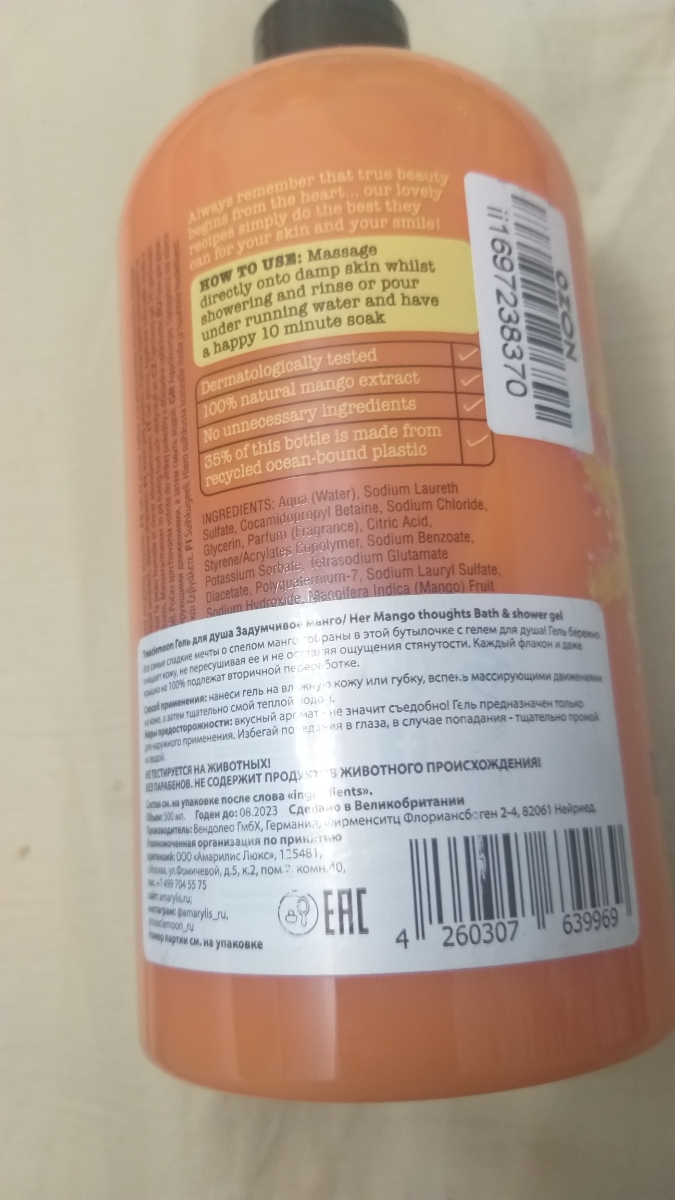 Always remember that true beauty
begins from the heart... our lovely
recipes simply do the best they
can for your skin and your smile!
HOW TO USE: Massage
directly onto damp skin whilst
showering and rinse or pour
under running water and have
a happy 10 minute soak
Dermatologically tested
100% natural mango extract
No unnecessary ingredients
35% of this bottle is made from
recycled ocean-bound plastic
OZON
ii1697238370
INGREDIENTS: Aqua (Water), Sodium Laureth
Sulfate, Cocamidopropyl Betaine, Sodium Chloride,
Glycerin, Parfum (Fragrance), Citric Acid,
Styrene/Acrylates Copolymer, Sodium Benzoate,
Potassium Sorbate, Tetrasodium Glutamate
Diacetate, Polyquaternium-7, Sodium Lauryl Sulfate,
Sodium Hydroxide, Mangifera Indica (Mango) Fruit
Treaclemoon Гель для душа Задумчивое манго/ Her Mango thoughts Bath & shower gel
самые сладкие мечты о спелом манго собраны в этой бутылочке с гелем для душа! Гель бережно
очищает кожу, не пересушивая ее и не оставляя ощущения стянутости. Каждый флакон и даже
крышка на 100% подлежат вторичной переработке.
Способ применения: нанеси гель на влажную кожу или губку, вспень массирующими движениями
на коже, а затем тщательно смой теплой водой.
Меры предосторожности: вкусный аромат - не значит съедобно! Гель предназначен только
для наружного применения. Избегай попадания в глаза, в случае попадания - тщательно промой
их водой.
НЕ ТЕСТИРУЕТСЯ НА ЖИВОТНЫХ!
БЕЗ ПАРАБЕНОВ. НЕ СОДЕРЖИТ ПРОДУКТОВ ЖИВОТНОГО ПРОИСХОЖДЕНИЯ!
Состав см. на упаковке после слова «ingredients».
Объем: 500 мл. Годен до: 08.2023 Сделано в Великобритании
Производитель: Вендолео ГмбХ, Германия, Фирменситц Флориансбоген 2-4, 82061 Нейриед.
Уполномоченная организация по принятию
претензий: ООО «Амарилис Люкс», 125481,
г.Москва, ул.Фомичевой, д.5, к.2, пом. комн.10,
тел. +7 499 704 55 75
сайт: amarylis.ru;
инстаграм: @amarylis_ru,
@treaclemoon_ru
Номер партии см. на упаковке
EAC
4 260307 639969